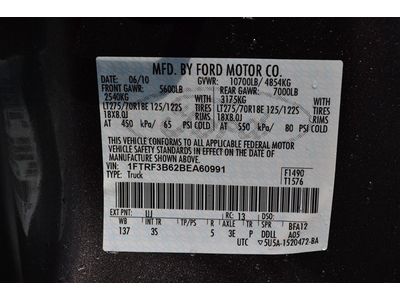 MFD. BY FORD MOTOR CO.
DATE: 06/10 GVWR: 10700LB/4854KG
FRONT GAWR: 5600LB REAR GAWR: 7000LB
2540KG 3175KG
LT275/70R18E 125/122S LT275/70R18E 125/122S
18X8.0J 18X8.0J
AT 450 kPa/ 65 PSI COLD AT 550 kPa/ 80 PSI COLD
THIS VEHICLE CONFORMS TO ALL APPLICABLE FEDERAL MOTOR
VEHICLE SAFETY STANDARDS IN EFFECT ON THE DATE OF MANUFACTURE
SHOWN ABOVE.
VIN: 1FTRF3B62BEA60991 F1490
TYPE: Truck T1576
EXT PNT: UJ RC: 13 DSO:
WB INT TR TP/PS R AXLE TR SPR BFA12
137 3S 5 3E P DDLL A05
UTC 5U5A-1520472-BA